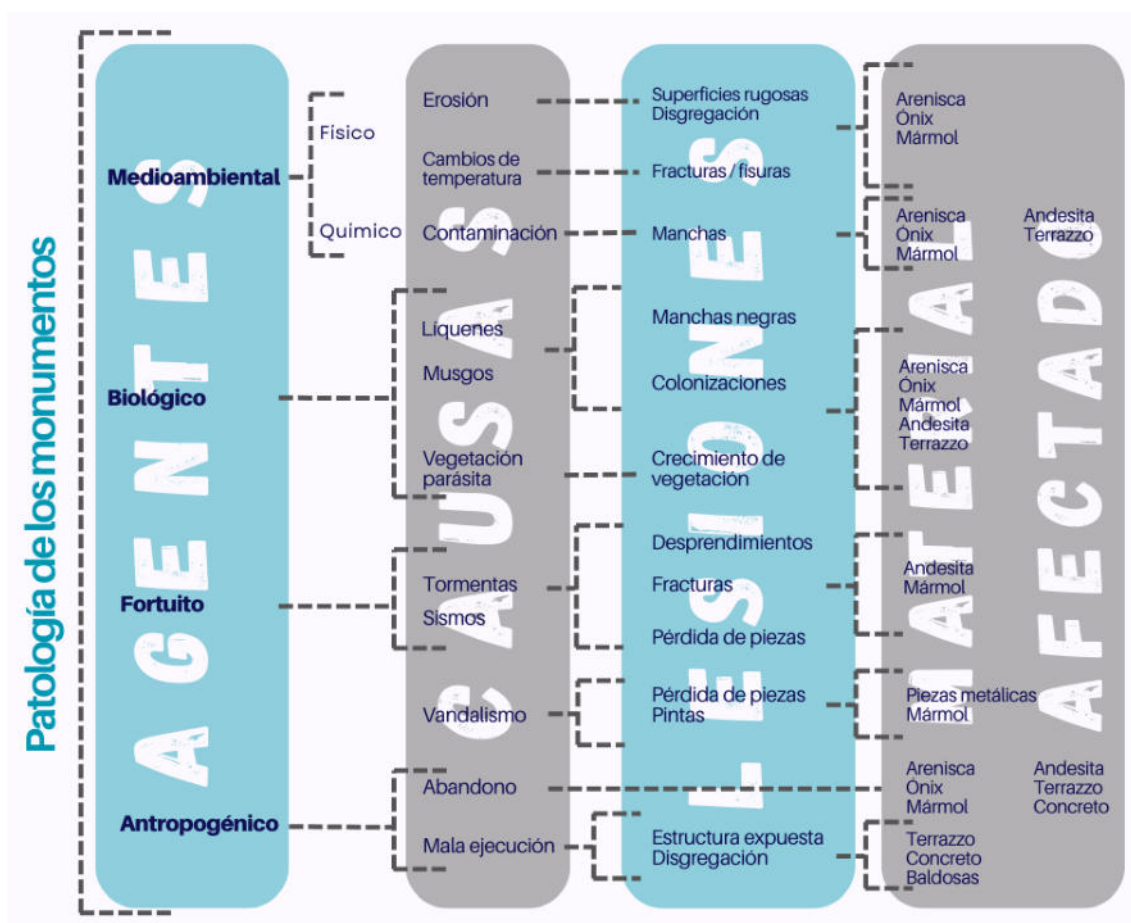 Patología de los monumentos
AGENTES
Medioambiental
Biológico
Fortuito
Antropogénico
Físico
Químico
CAUSAS
Erosión
Cambios de
temperatura
Contaminación
Líquenes
Musgos
Vegetación
parásita
Tormentas
Sismos
Vandalismo
Abandono
Mala ejecución
LESIONES
Superficies rugosas
Disgregación
Fracturas / fisuras
Manchas
Manchas negras
Colonizaciones
Crecimiento de
vegetación
Desprendimientos
Fracturas
Pérdida de piezas
Pérdida de piezas
Pintas
Estructura expuesta
Disgregación
MATERIAL
AFECTADO
Arenisca
Ónix
Mármol
Arenisca
Ónix
Mármol
Andesita
Terrazzo
Arenisca
Ónix
Mármol
Andesita
Terrazzo
Andesita
Mármol
Piezas metálicas
Mármol
Arenisca
Ónix
Mármol
Andesita
Terrazzo
Concreto
Terrazzo
Concreto
Baldosas